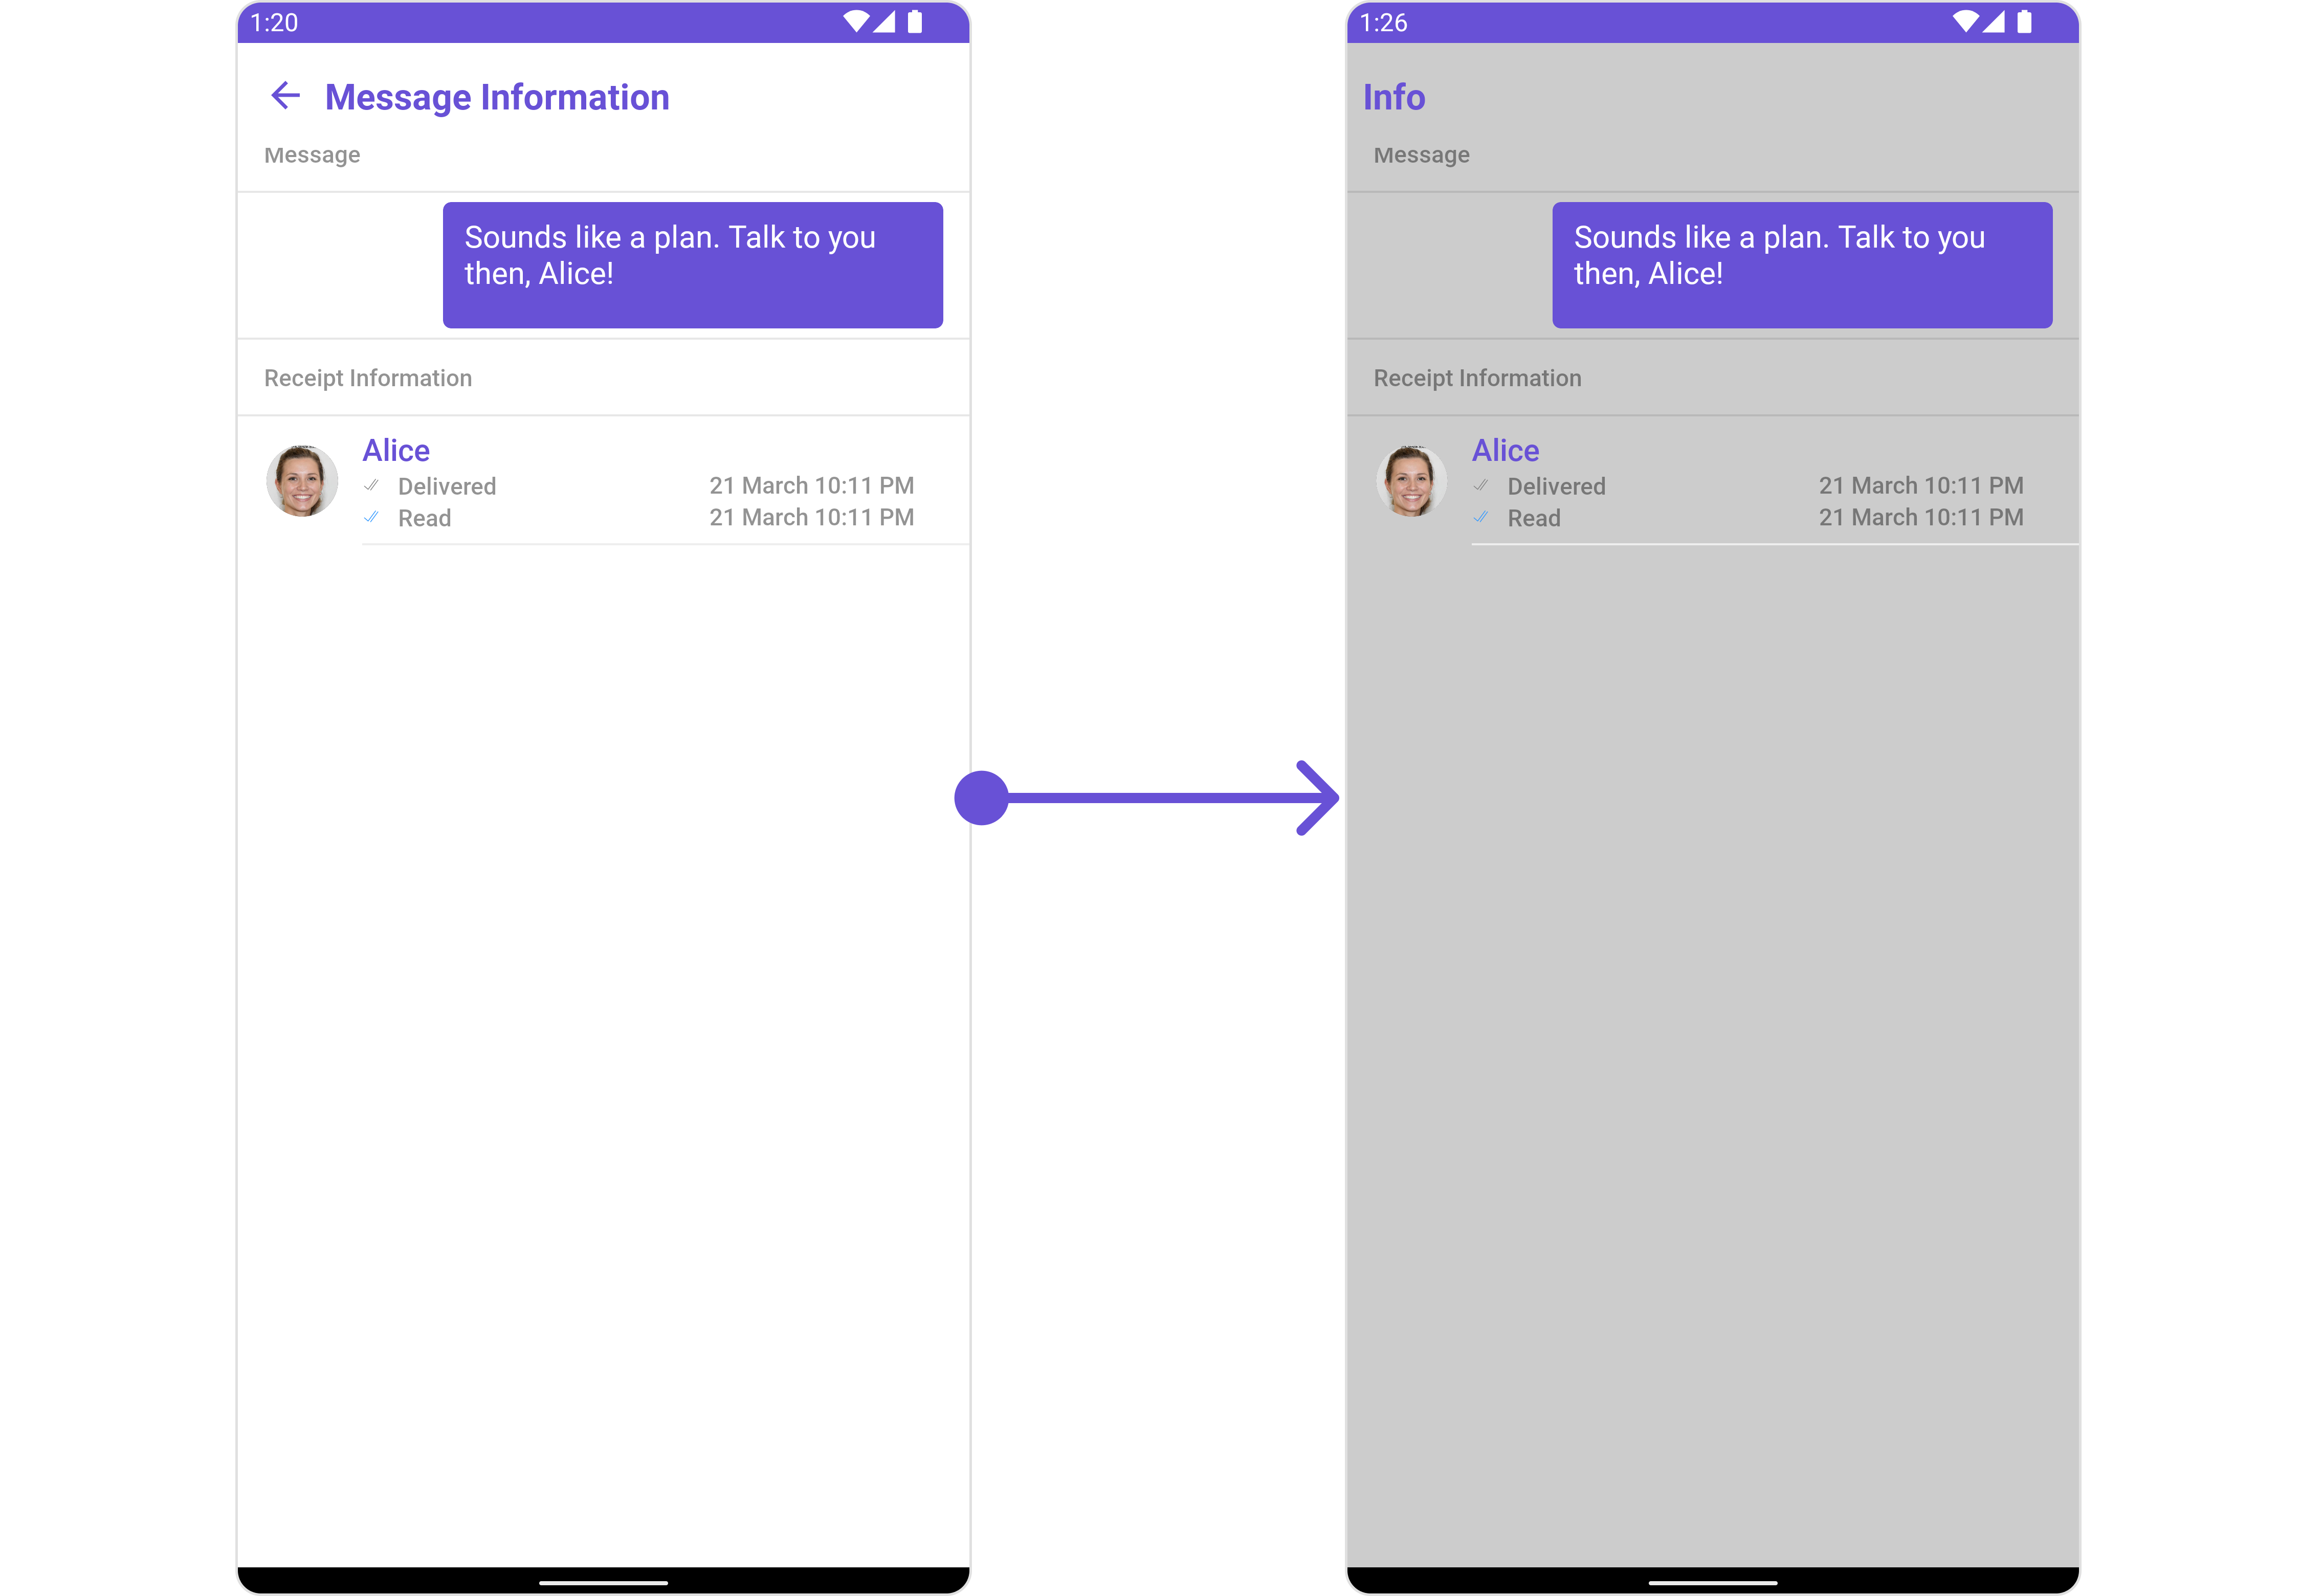 1:20
Message Information
Message
Sounds like a plan. Talk to you
then, Alice!
Receipt Information
Alice
Delivered 21 March 10:11 PM
Read 21 March 10:11 PM
1:26
Info
Message
Sounds like a plan. Talk to you
then, Alice!
Receipt Information
Alice
Delivered 21 March 10:11 PM
Read 21 March 10:11 PM